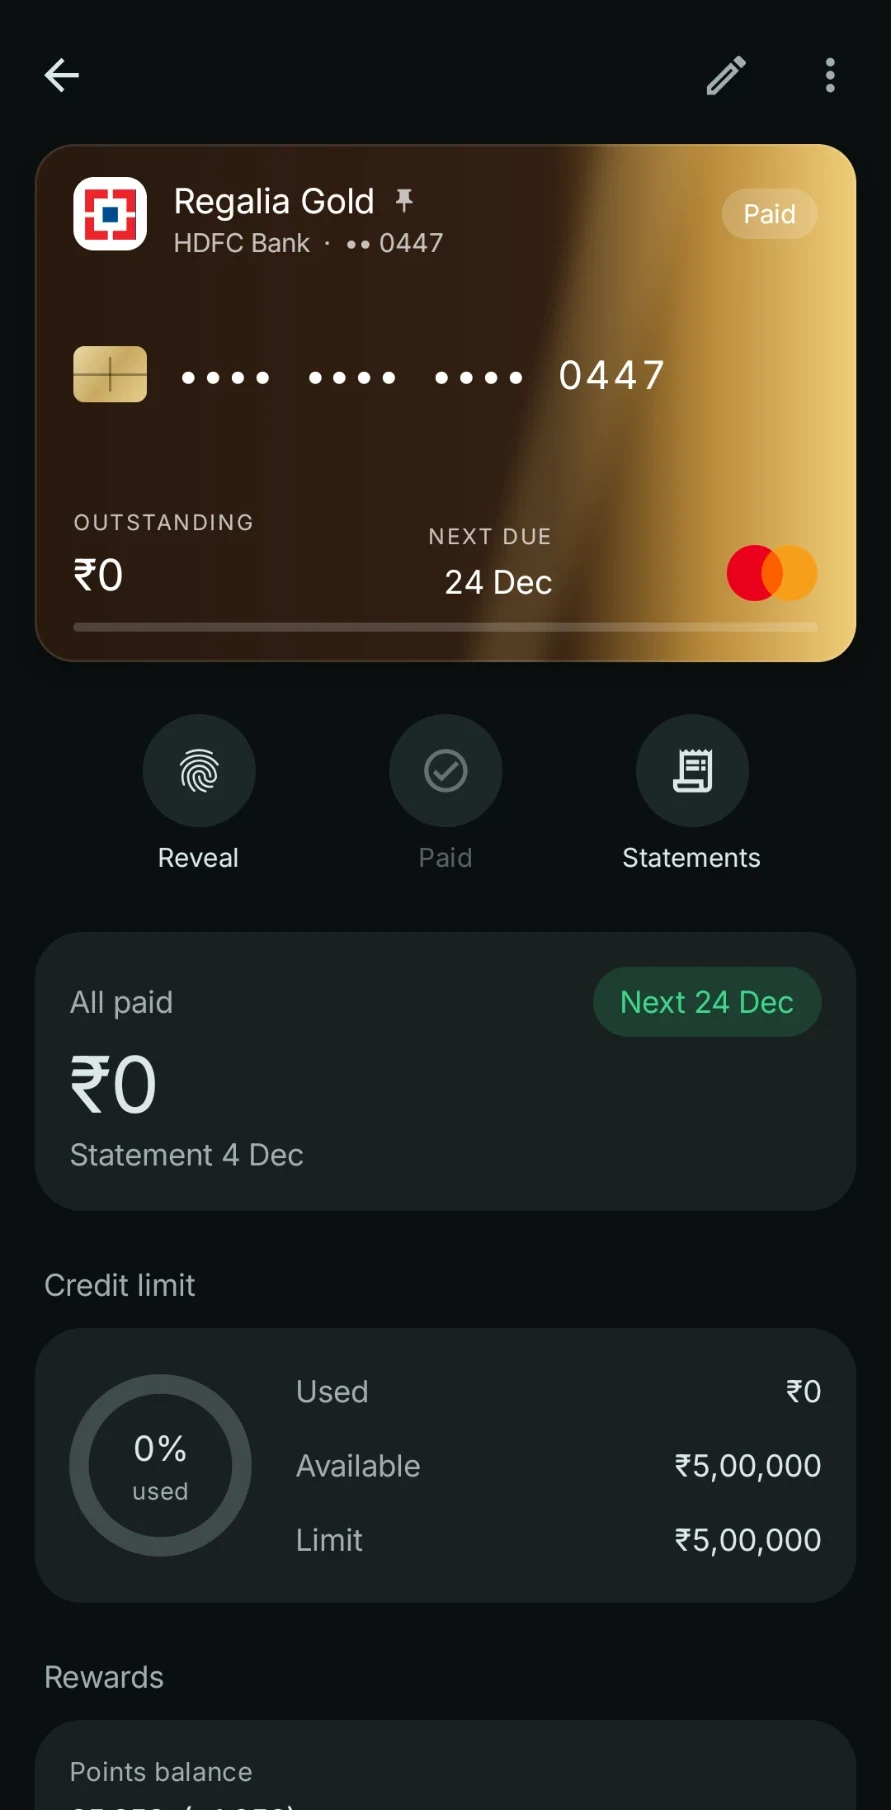 Regalia Gold
Paid
HDFC Bank · •• 0447
•••• •••• •••• 0447
OUTSTANDING
₹0
NEXT DUE
24 Dec
Reveal
Paid
Statements
All paid
Next 24 Dec
₹0
Statement 4 Dec
Credit limit
0%
used
Used
₹0
Available
₹5,00,000
Limit
₹5,00,000
Rewards
Points balance